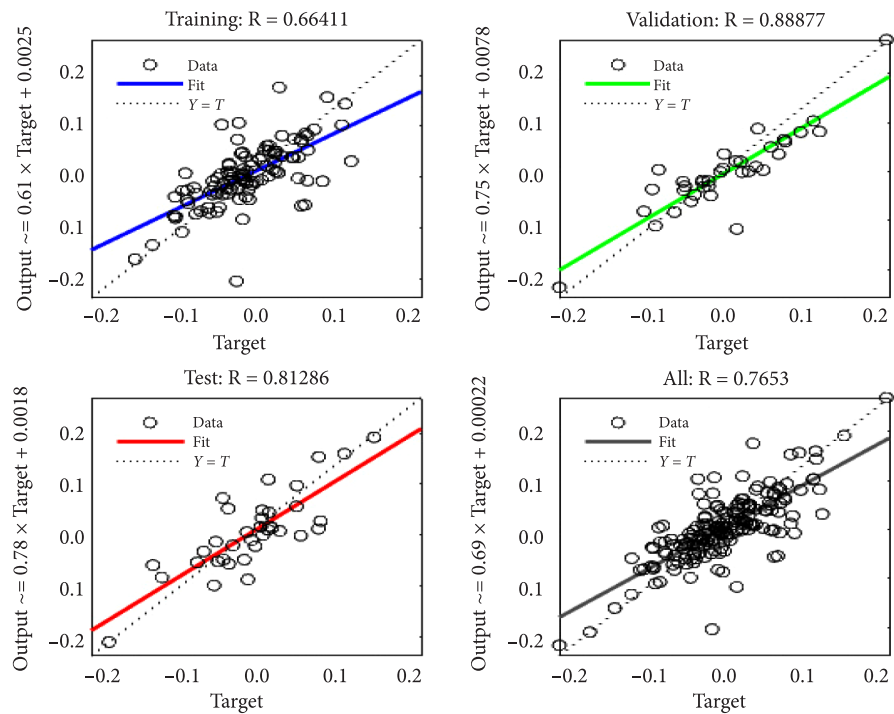 Training: R = 0.66411
Output ~= 0.61 × Target + 0.0025
0.2
0.1
0.0
0.1
−0.2
Data
Fit
Y = T
−0.2 −0.1 0.0 0.1 0.2
Target
Validation: R = 0.88877
Output ~= 0.75 × Target + 0.0078
0.2
0.1
0.0
0.1
−0.2
Data
Fit
Y = T
−0.2 −0.1 0.0 0.1 0.2
Target
Test: R = 0.81286
Output ~= 0.78 × Target + 0.0018
0.2
0.1
0.0
0.1
−0.2
Data
Fit
Y = T
−0.2 −0.1 0.0 0.1 0.2
Target
All: R = 0.7653
Output ~= 0.69 × Target + 0.00022
0.2
0.1
0.0
0.1
−0.2
Data
Fit
Y = T
−0.2 −0.1 0.0 0.1 0.2
Target